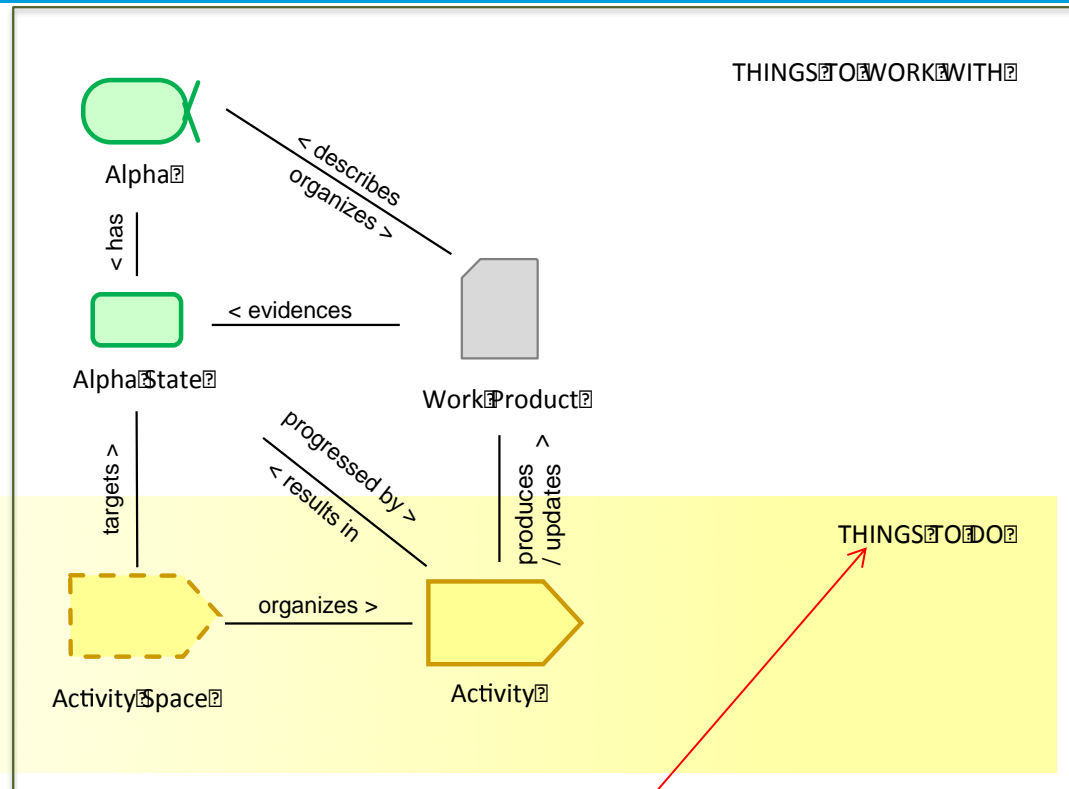 THINGS TO WORK WITH
Alpha
< describes
organizes >
< has
< evidences
Alpha State
Work Product
targets >
progressed by >
< results in
produces >
/ updates
THINGS TO DO
organizes >
Activity Space
Activity